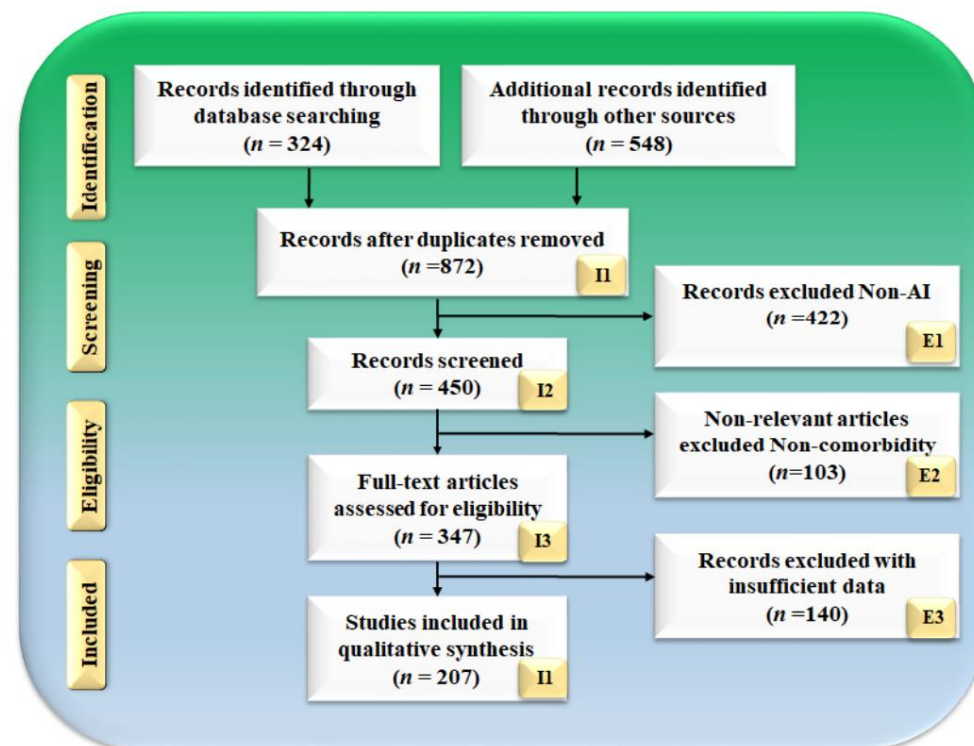 Identification
Records identified through
database searching
(n = 324)
Additional records identified
through other sources
(n = 548)
Records after duplicates removed
(n =872)
I1
Screening
Records excluded Non-AI
(n =422)
E1
Records screened
(n = 450)
I2
Eligibility
Non-relevant articles
excluded Non-comorbidity
(n=103)
E2
Full-text articles
assessed for eligibility
(n = 347)
I3
Included
Records excluded with
insufficient data
(n =140)
E3
Studies included in
qualitative synthesis
(n = 207)
I1